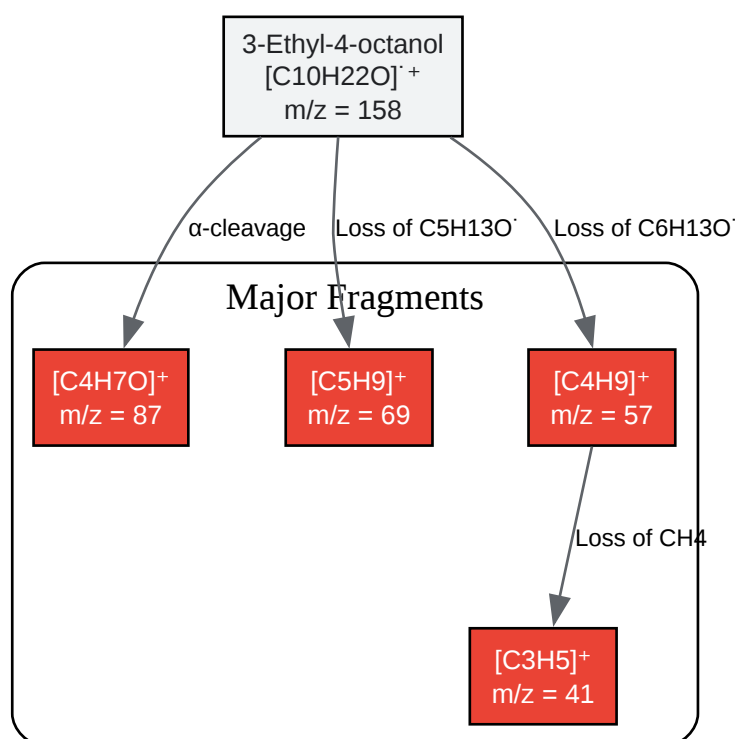 3-Ethyl-4-octanol
[C10H22O]˙⁺
m/z = 158
α-cleavage
Loss of C5H13O˙
Loss of C6H13O˙
Major Fragments
[C4H7O]⁺
m/z = 87
[C5H9]⁺
m/z = 69
[C4H9]⁺
m/z = 57
Loss of CH4
[C3H5]⁺
m/z = 41